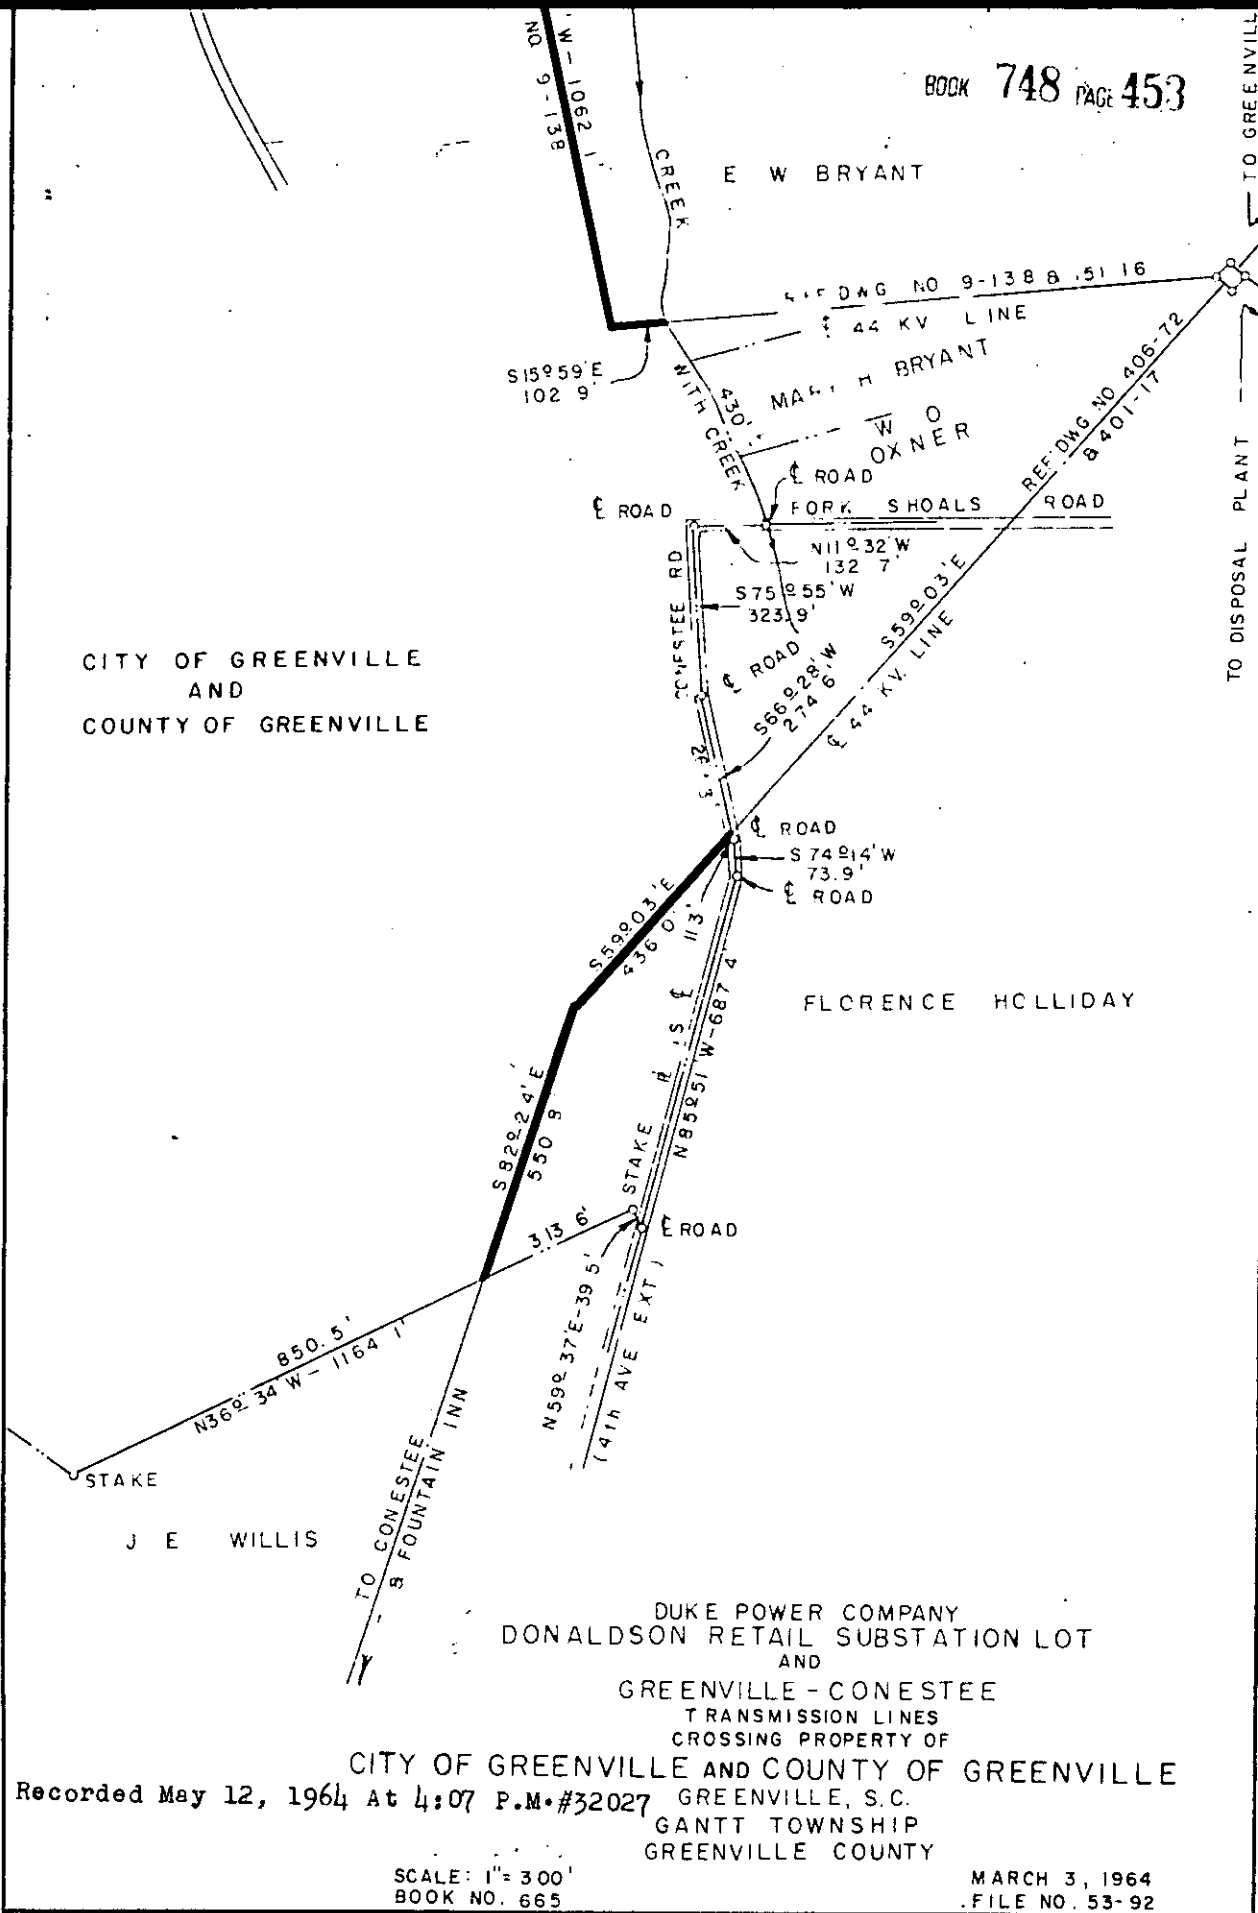 BOOK 748 PAGE 453
W - 1062 1'
NO 9-138
CREEK
E W BRYANT
TO GREENVILL
DWG NO 9-138 & 51 16
℄ 44 KV LINE
S15º59'E
102 9'
WITH CREEK
430'
H BRYANT
W O
OXNER
REF DWG NO 406-72
& 401-17
℄ ROAD
℄ ROAD
FORK SHOALS ROAD
N11º32'W
132 7'
TO DISPOSAL PLANT
CONESTEE RD
S75º55'W
323.9'
℄ ROAD
S66º28'W
274 6'
S59º03'E
℄ 44 KV. LINE
CITY OF GREENVILLE
AND
COUNTY OF GREENVILLE
℄ ROAD
S 74º14'W
73.9'
℄ ROAD
113'
S59º03'E
436 0'
FLORENCE HOLLIDAY
IS ℄
N85º51'W-687 4'
S82º24'E
550 8'
STAKE
313 6'
℄ ROAD
N59º37'E-39 5'
(4th AVE EXT)
850.5'
N36º34 W - 1164 1'
STAKE
J E WILLIS
TO CONESTEE
& FOUNTAIN INN
DUKE POWER COMPANY
DONALDSON RETAIL SUBSTATION LOT
AND
GREENVILLE - CONESTEE
TRANSMISSION LINES
CROSSING PROPERTY OF
CITY OF GREENVILLE AND COUNTY OF GREENVILLE
Recorded May 12, 1964 At 4:07 P.M. #32027
GREENVILLE, S.C.
GANTT TOWNSHIP
GREENVILLE COUNTY
SCALE: 1"= 300'
BOOK NO. 665
MARCH 3, 1964
FILE NO. 53-92